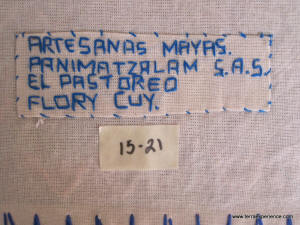 ARTESANAS MAYAS.
PANIMATZALAM S.A.S.
EL PASTOREO
FLORY CUY.
15-21
www.terraexperience.com